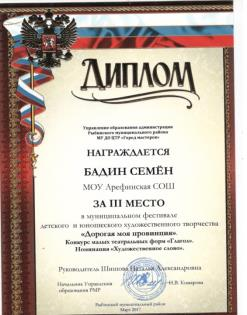 ДИПЛОМ
Управление образования администрации
Рыбинского муниципального района
МУ ДО ЦТР «Город мастеров»
НАГРАЖДАЕТСЯ
БАДИН СЕМЁН
МОУ Арефинская СОШ
ЗА III МЕСТО
в муниципальном фестивале
детского и юношеского художественного творчества
«Дорогая моя провинция».
Конкурс малых театральных форм «Глагол».
Номинация «Художественное слово».
Руководитель Шипова Наталья Александровна
Начальник Управления
образования РМР
Н.В. Комарова
Рыбинский муниципальный район
Март 2017